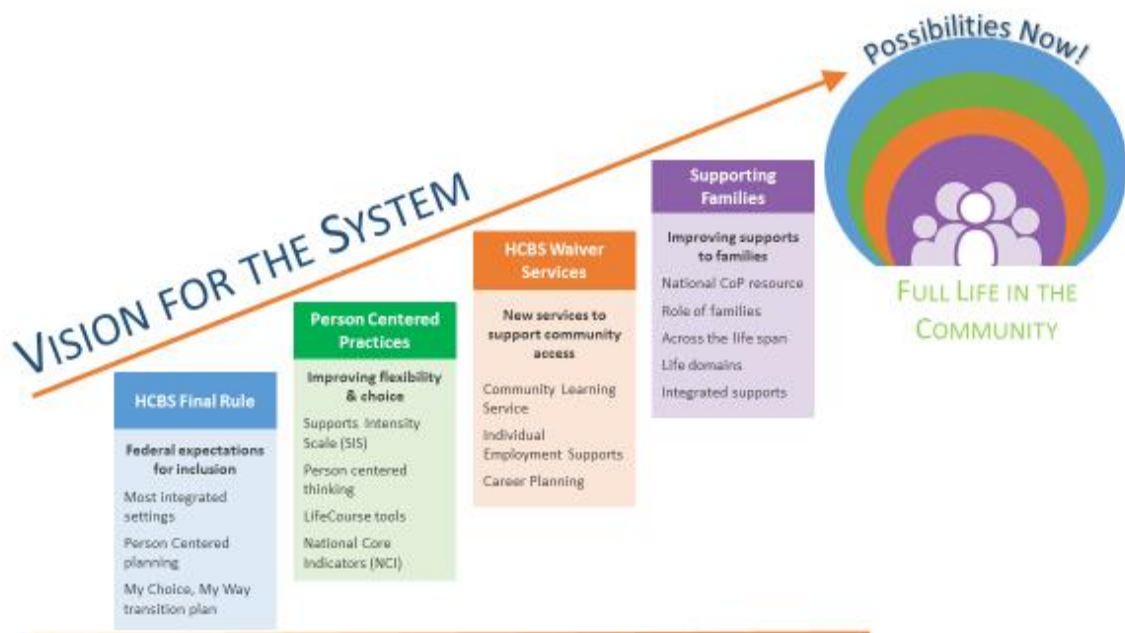 Possibilities Now!
VISION FOR THE SYSTEM
HCBS Final Rule
Federal expectations
for inclusion
Most integrated
settings
Person Centered
planning
My Choice, My Way
transition plan
Person Centered
Practices
Improving flexibility
& choice
Supports Intensity
Scale (SIS)
Person centered
thinking
LifeCourse tools
National Core
Indicators (NCI)
HCBS Waiver
Services
New services to
support community
access
Community Learning
Service
Individual
Employment Supports
Career Planning
Supporting
Families
Improving supports
to families
National CoP resource
Role of families
Across the life span
Life domains
Integrated supports
FULL LIFE IN THE
COMMUNITY